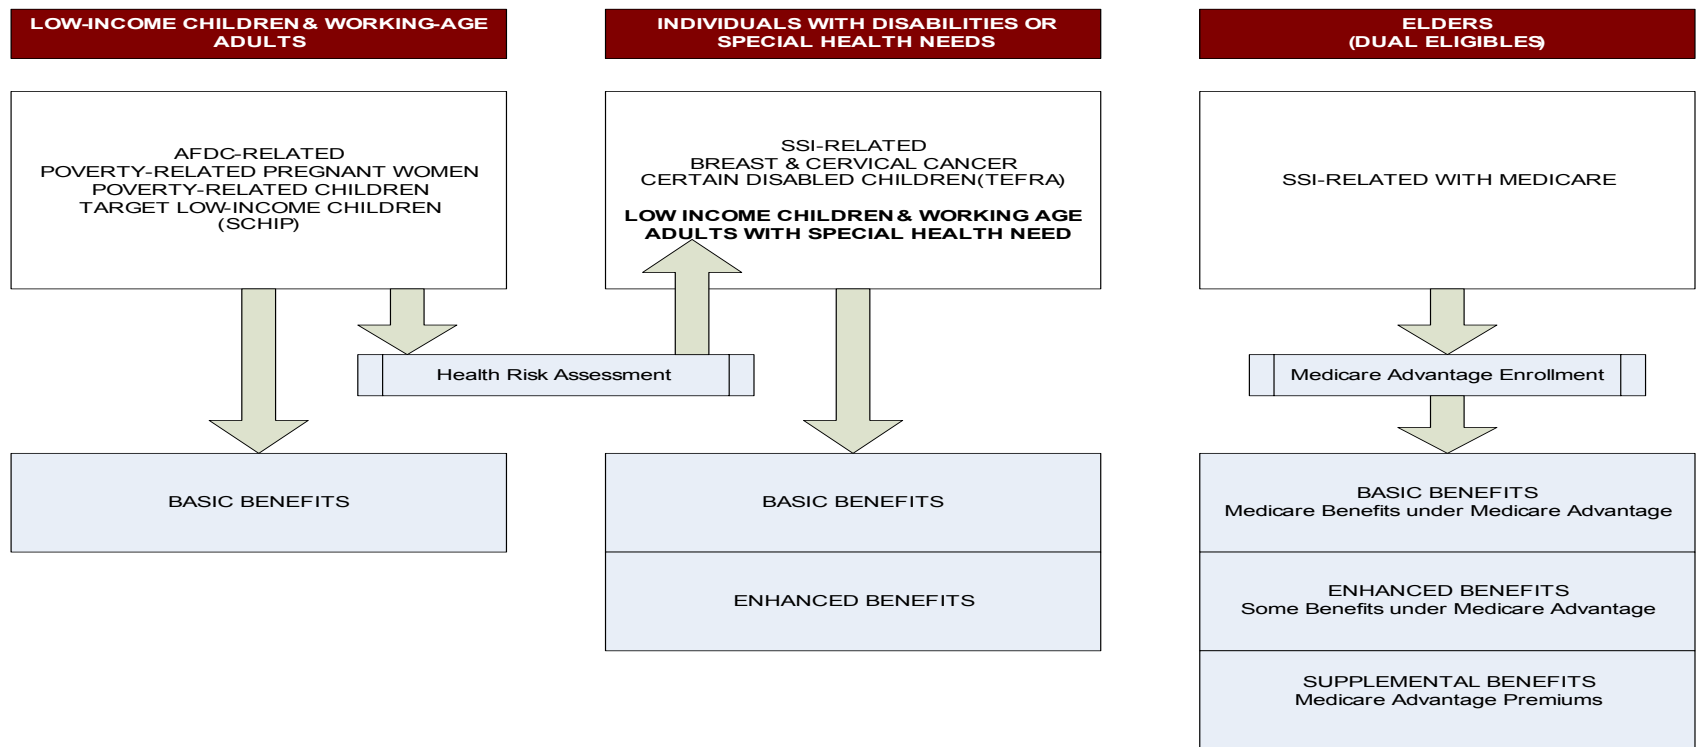 LOW-INCOME CHILDREN & WORKING-AGE
ADULTS
INDIVIDUALS WITH DISABILITIES OR
SPECIAL HEALTH NEEDS
ELDERS
(DUAL ELIGIBLES)
AFDC-RELATED
POVERTY-RELATED PREGNANT WOMEN
POVERTY-RELATED CHILDREN
TARGET LOW-INCOME CHILDREN
(SCHIP)
SSI-RELATED
BREAST & CERVICAL CANCER
CERTAIN DISABLED CHILDREN(TEFRA)
LOW INCOME CHILDREN & WORKING AGE
ADULTS WITH SPECIAL HEALTH NEED
SSI-RELATED WITH MEDICARE
Health Risk Assessment
Medicare Advantage Enrollment
BASIC BENEFITS
BASIC BENEFITS
ENHANCED BENEFITS
BASIC BENEFITS
Medicare Benefits under Medicare Advantage
ENHANCED BENEFITS
Some Benefits under Medicare Advantage
SUPPLEMENTAL BENEFITS
Medicare Advantage Premiums